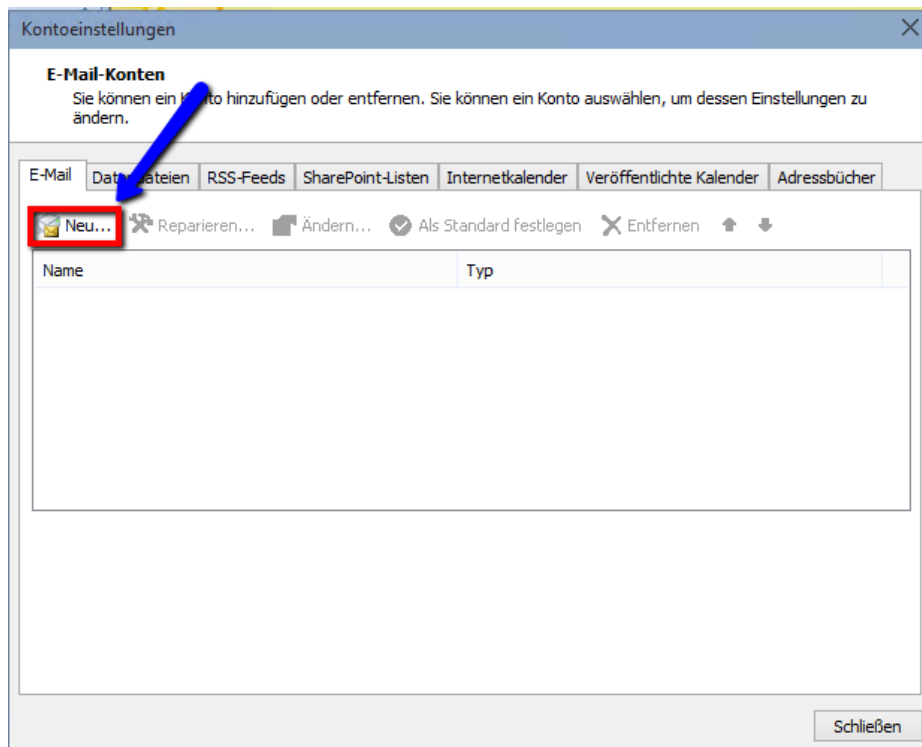 Kontoeinstellungen
E-Mail-Konten
Sie können ein Konto hinzufügen oder entfernen. Sie können ein Konto auswählen, um dessen Einstellungen zu
ändern.
E-Mail Datendateien RSS-Feeds SharePoint-Listen Internetkalender Veröffentlichte Kalender Adressbücher
Neu... Reparieren... Ändern... Als Standard festlegen Entfernen
Name Typ
Schließen